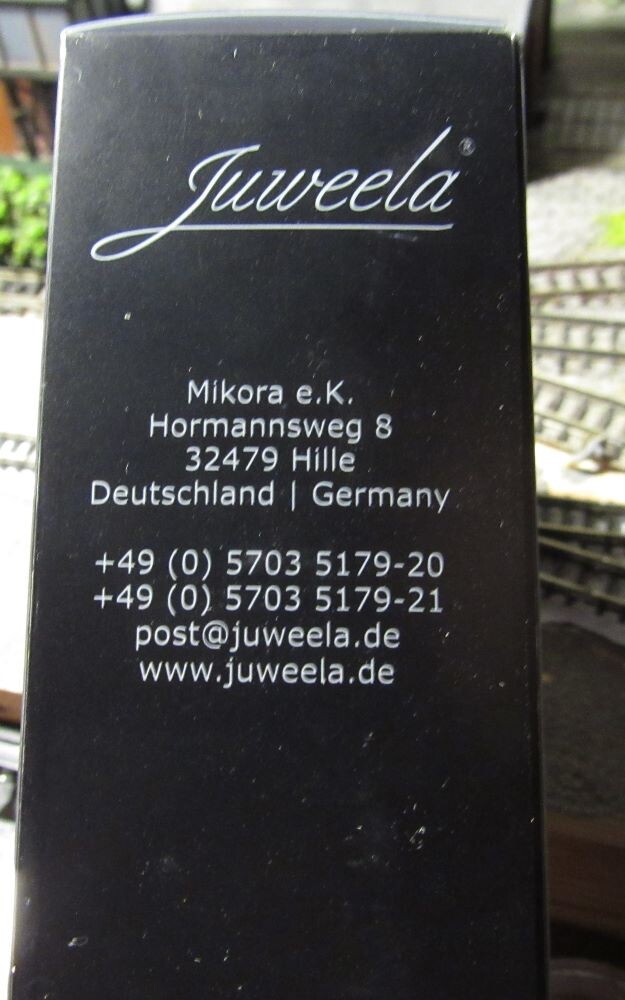 Juweela®
Mikora e.K.
Hormannsweg 8
32479 Hille
Deutschland | Germany
+49 (0) 5703 5179-20
+49 (0) 5703 5179-21
post@juweela.de
www.juweela.de